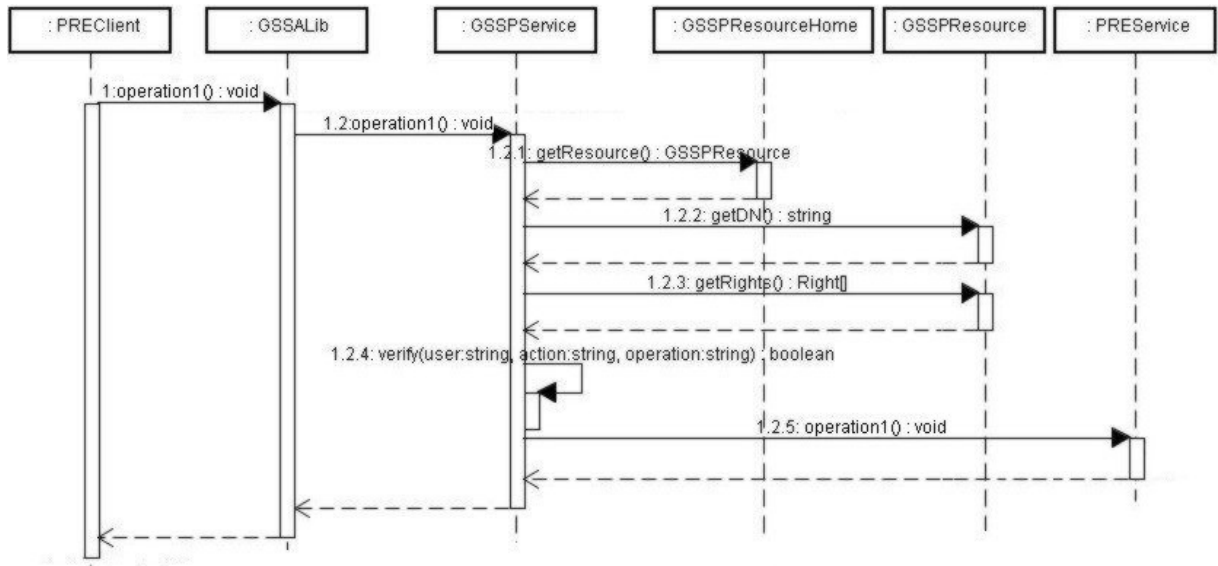 : PREClient
: GSSALib
: GSSPService
: GSSPResourceHome
: GSSPResource
: PREService
1:operation1() : void
1.2:operation1() : void
1.2.1: getResource() : GSSPResource
1.2.2: getDN() : string
1.2.3: getRights() : Right[]
1.2.4: verify(user:string, action:string, operation:string) : boolean
1.2.5: operation1() : void